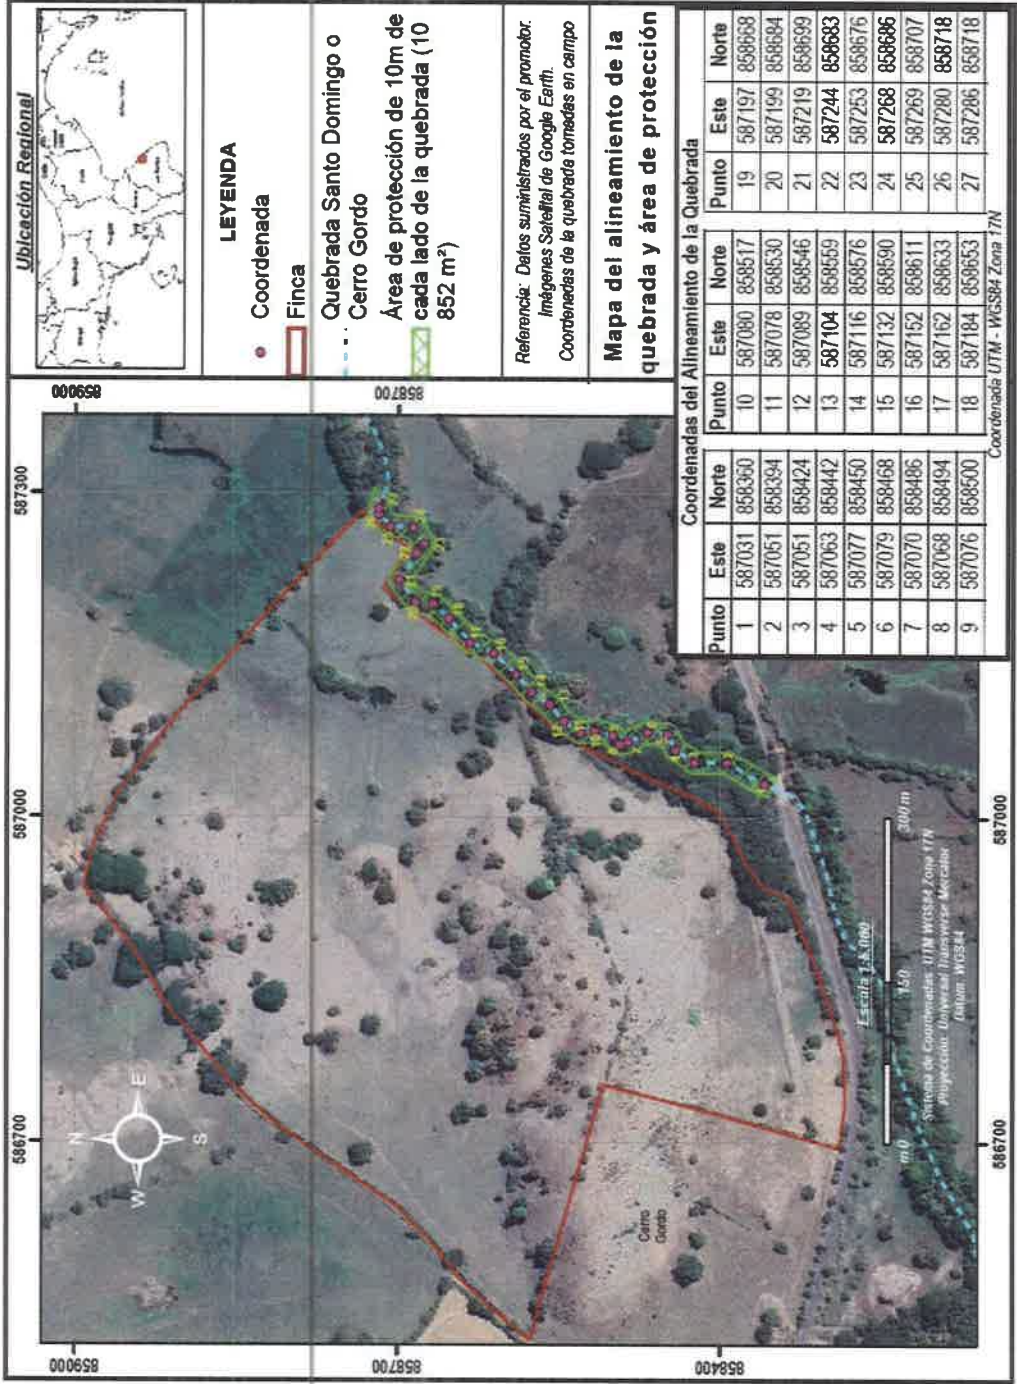 Ubicación Regional
LEYENDA
Coordenada
Finca
Quebrada Santo Domingo o
Cerro Gordo
Área de protección de 10m de
cada lado de la quebrada (10
852 m²)
Referencia: Datos suministrados por el promotor.
Imágenes Satelital de Google Earth.
Coordenadas de la quebrada tomadas en campo
Mapa del alineamiento de la
quebrada y área de protección
586700 587000 587300
859000 859000
858700 858700
858400
586700 587000
N
W E
S
Cerro
Gordo
Escala 1:5,000
m 0 150 300 m
Sistema de Coordenadas UTM WGS84 Zona 17N
Proyección: Universal Transverse Mercator
Datum: WGS84
Coordenadas del Alineamiento de la Quebrada
Punto Este Norte Punto Este Norte Punto Este Norte
1 587031 858360 10 587080 858517 19 587197 858668
2 587051 858394 11 587078 858530 20 587199 858684
3 587051 858424 12 587089 858546 21 587219 858699
4 587063 858442 13 587104 858559 22 587244 858683
5 587077 858450 14 587116 858576 23 587253 858676
6 587079 858468 15 587132 858590 24 587268 858686
7 587070 858486 16 587152 858611 25 587269 858707
8 587068 858494 17 587162 858633 26 587280 858718
9 587076 858500 18 587184 858653 27 587286 858718
Coordenada UTM - WGS84 Zona 17N